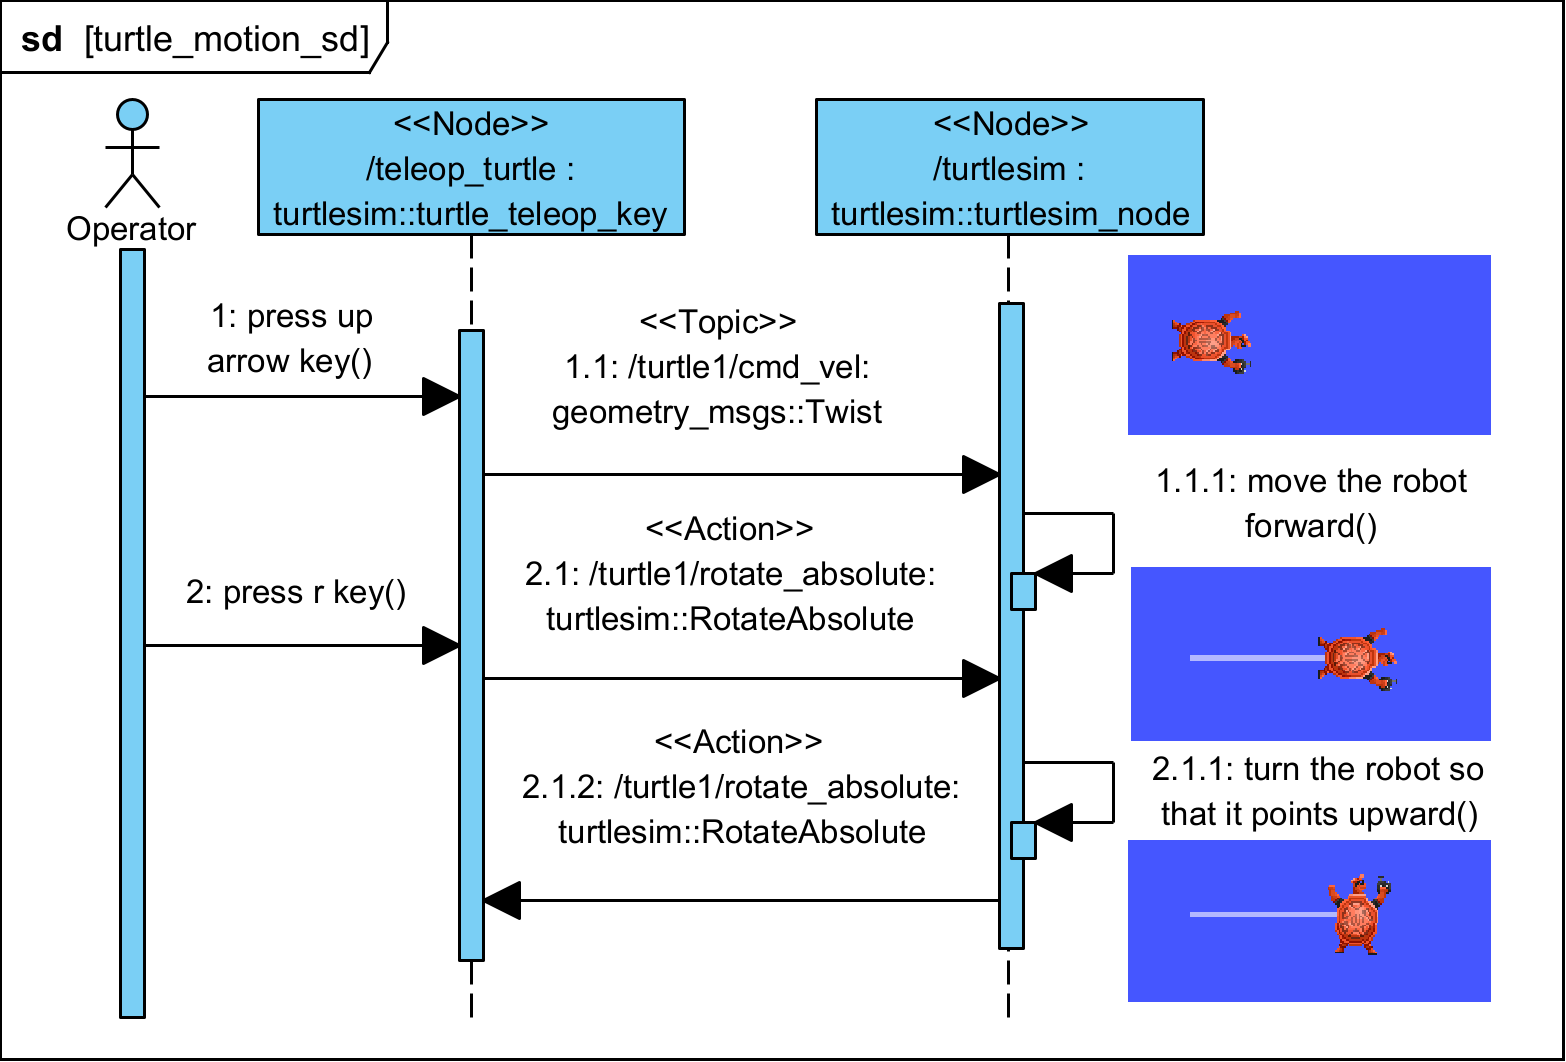 sd [turtle_motion_sd]
Operator
<<Node>>
/teleop_turtle :
turtlesim::turtle_teleop_key
<<Node>>
/turtlesim :
turtlesim::turtlesim_node
1: press up
arrow key()
<<Topic>>
1.1: /turtle1/cmd_vel:
geometry_msgs::Twist
1.1.1: move the robot
forward()
2: press r key()
<<Action>>
2.1: /turtle1/rotate_absolute:
turtlesim::RotateAbsolute
2.1.1: turn the robot so
that it points upward()
<<Action>>
2.1.2: /turtle1/rotate_absolute:
turtlesim::RotateAbsolute